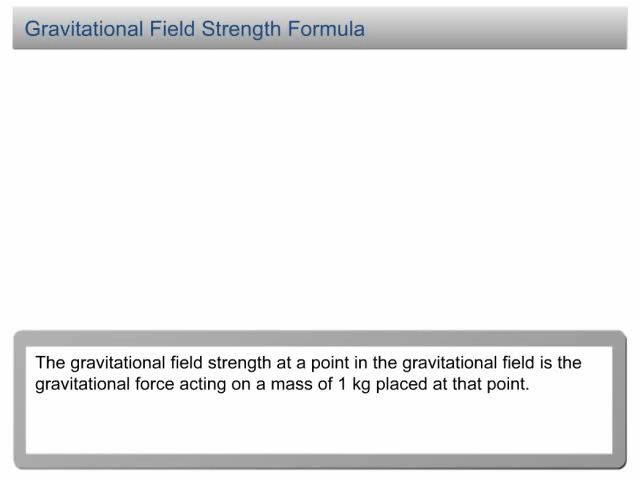 Gravitational Field Strength Formula
The gravitational field strength at a point in the gravitational field is the
gravitational force acting on a mass of 1 kg placed at that point.